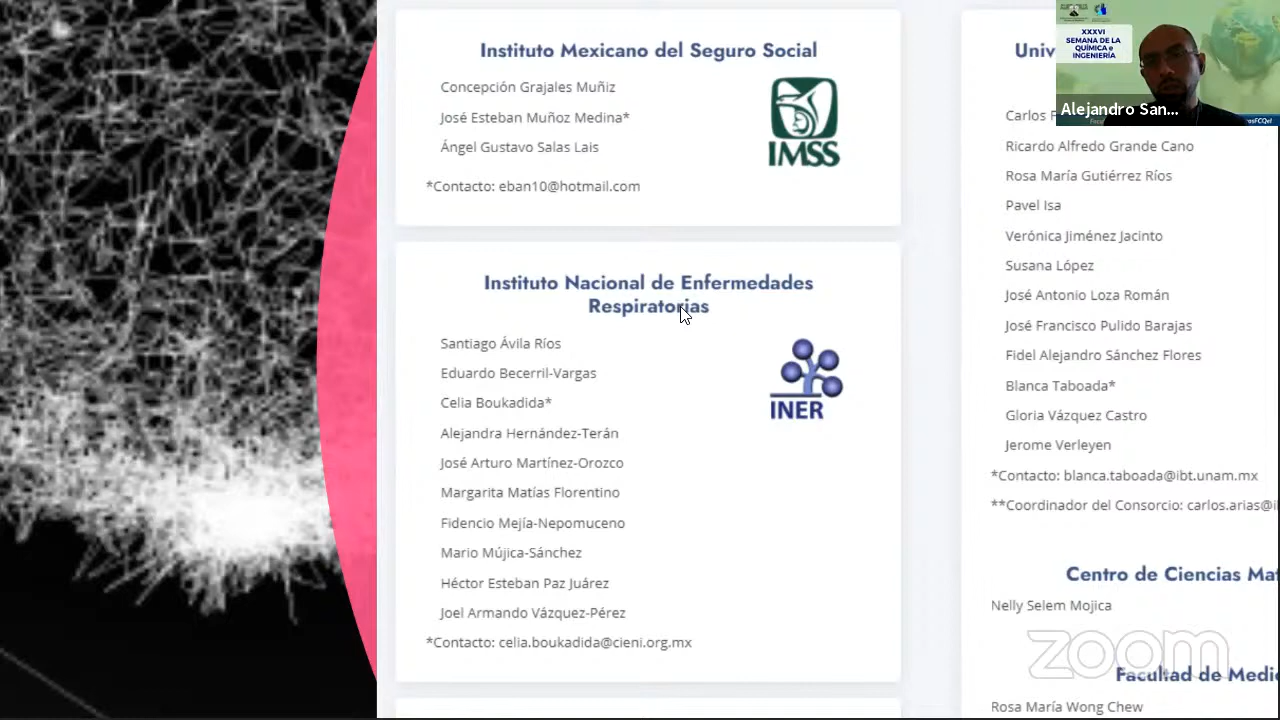 Instituto Mexicano del Seguro Social
Concepción Grajales Muñiz
José Esteban Muñoz Medina*
Ángel Gustavo Salas Lais
*Contacto: eban10@hotmail.com
IMSS
Instituto Nacional de Enfermedades
Respiratorias
Santiago Ávila Ríos
Eduardo Becerril-Vargas
Celia Boukadida*
Alejandra Hernández-Terán
José Arturo Martínez-Orozco
Margarita Matías Florentino
Fidencio Mejía-Nepomuceno
Mario Mújica-Sánchez
Héctor Esteban Paz Juárez
Joel Armando Vázquez-Pérez
*Contacto: celia.boukadida@cieni.org.mx
INER
XXXVI
SEMANA DE LA
QUÍMICA e
INGENIERÍA
Alejandro San...
Univ
Carlos F
Ricardo Alfredo Grande Cano
Rosa María Gutiérrez Ríos
Pavel Isa
Verónica Jiménez Jacinto
Susana López
José Antonio Loza Román
José Francisco Pulido Barajas
Fidel Alejandro Sánchez Flores
Blanca Taboada*
Gloria Vázquez Castro
Jerome Verleyen
*Contacto: blanca.taboada@ibt.unam.mx
**Coordinador del Consorcio: carlos.arias@i
Centro de Ciencias Mat
Nelly Selem Mojica
zoom
Facultad de Medic
Rosa María Wong Chew